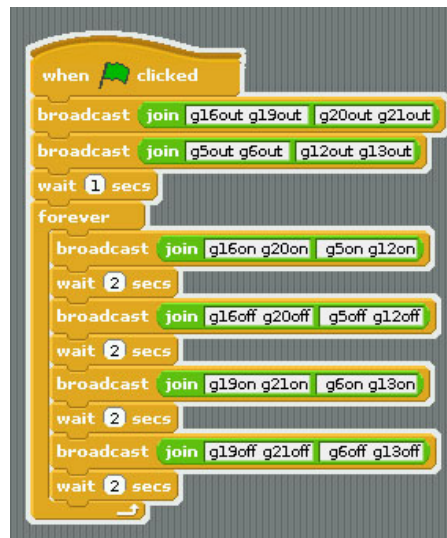 when clicked
broadcast join g16out g19out g20out g21out
broadcast join g5out g6out g12out g13out
wait 1 secs
forever
broadcast join g16on g20on g5on g12on
wait 2 secs
broadcast join g16off g20off g5off g12off
wait 2 secs
broadcast join g19on g21on g6on g13on
wait 2 secs
broadcast join g19off g21off g6off g13off
wait 2 secs